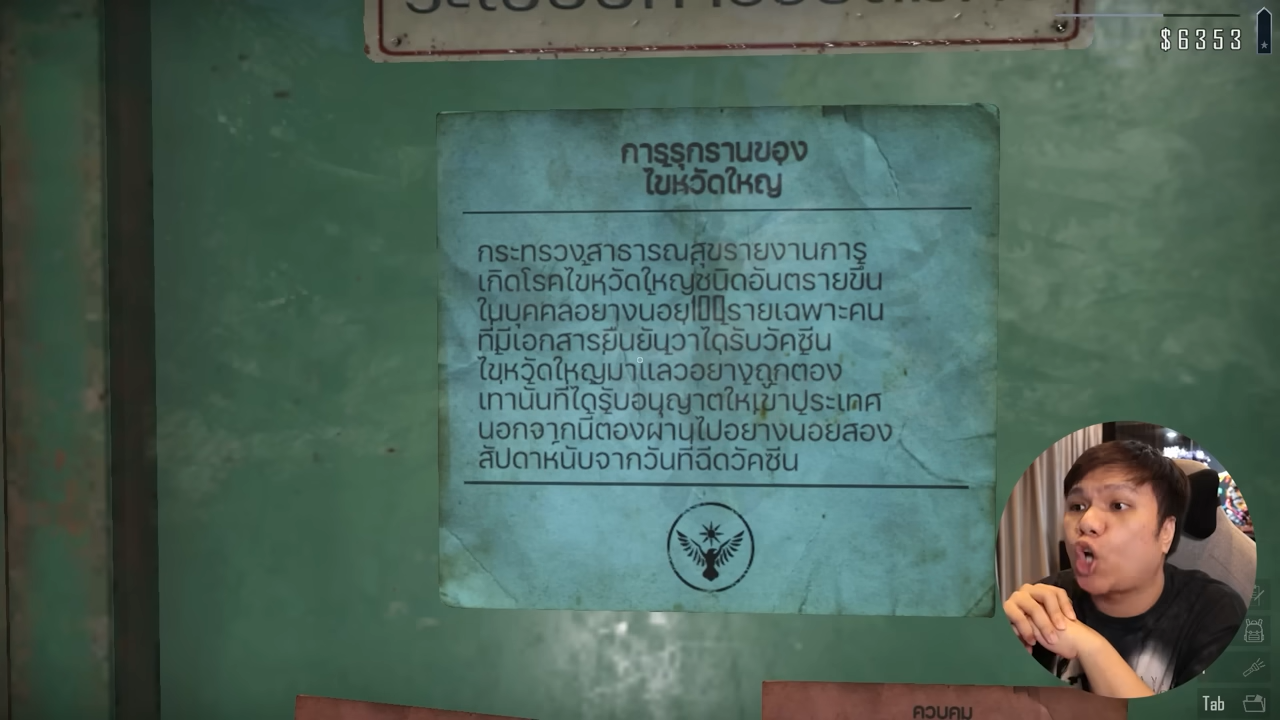 $6353
การรุกรานของ
ไข้หวัดใหญ่
กระทรวงสาธารณสุขรายงานการ
เกิดโรคไข้หวัดใหญ่ชนิดอันตรายขึ้น
ในบุคคลอย่างน้อย รายเฉพาะคน
ที่มีเอกสารยืนยันว่าได้รับวัคซีน
ไข้หวัดใหญ่มาแล้วอย่างถูกต้อง
เท่านั้นที่ได้รับอนุญาตให้เข้าประเทศ
นอกจากนี้ต้องผ่านไปอย่างน้อยสอง
สัปดาห์นับจากวันที่ฉีดวัคซีน
ควบคุม
Tab